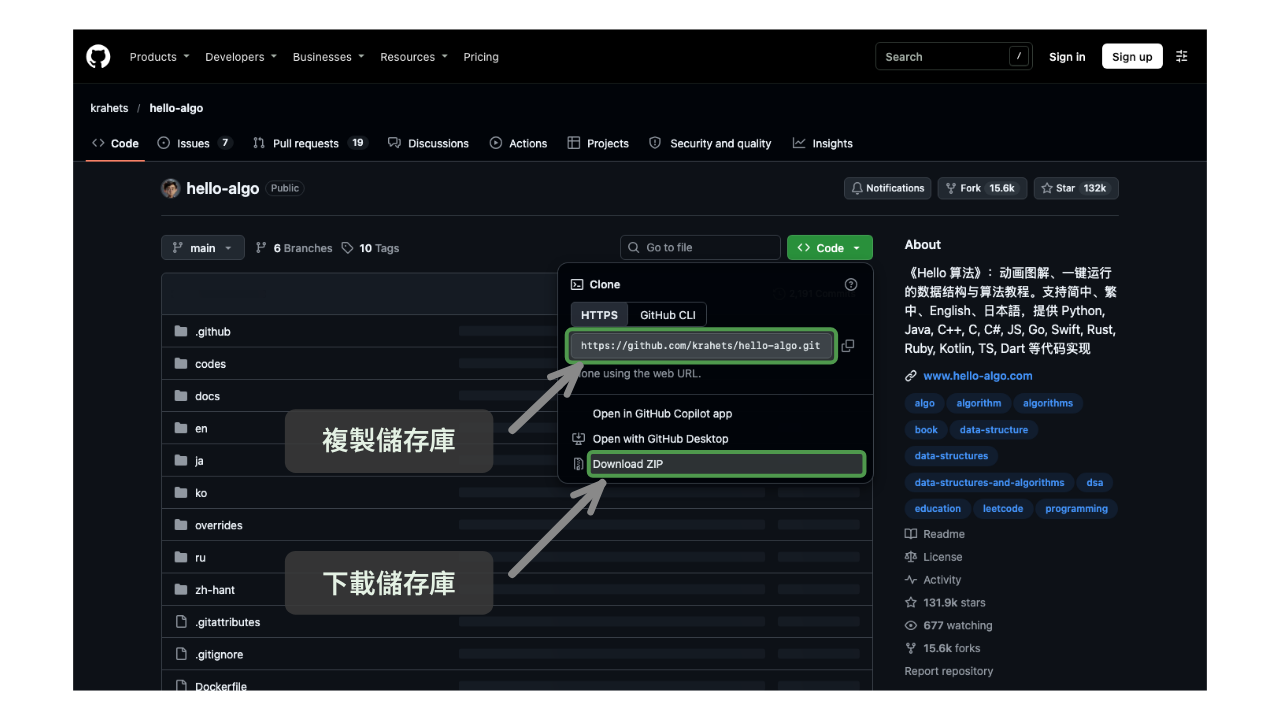 Products Developers Businesses Resources Pricing Search / Sign in Sign up
krahets / hello-algo
Code Issues 7 Pull requests 19 Discussions Actions Projects Security and quality Insights
hello-algo Public Notifications Fork 15.6k Star 132k
main 6 Branches 10 Tags Go to file Code
Clone
HTTPS GitHub CLI
https://github.com/krahets/hello-algo.git
one using the web URL.
Open in GitHub Copilot app
Open with GitHub Desktop
Download ZIP
複製儲存庫
下載儲存庫
.github
codes
docs
en
ja
ko
overrides
ru
zh-hant
.gitattributes
.gitignore
Dockerfile
About
《Hello 算法》：动画图解、一键运行
的数据结构与算法教程。支持简中、繁
中、English、日本語，提供 Python,
Java, C++, C, C#, JS, Go, Swift, Rust,
Ruby, Kotlin, TS, Dart 等代码实现
www.hello-algo.com
algo algorithm algorithms
book data-structure
data-structures
data-structures-and-algorithms dsa
education leetcode programming
Readme
License
Activity
131.9k stars
677 watching
15.6k forks
Report repository